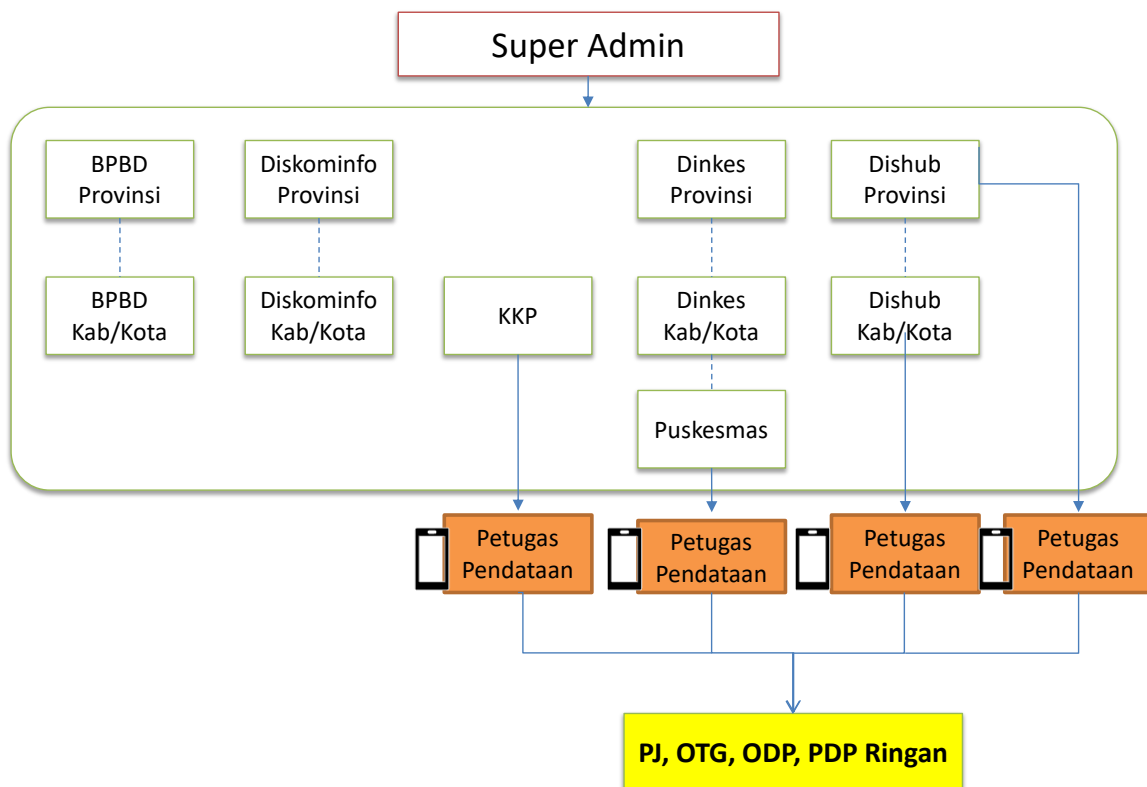 Super Admin
BPBD
Provinsi
Diskominfo
Provinsi
Dinkes
Provinsi
Dishub
Provinsi
BPBD
Kab/Kota
Diskominfo
Kab/Kota
KKP
Dinkes
Kab/Kota
Dishub
Kab/Kota
Puskesmas
Petugas
Pendataan
Petugas
Pendataan
Petugas
Pendataan
Petugas
Pendataan
PJ, OTG, ODP, PDP Ringan